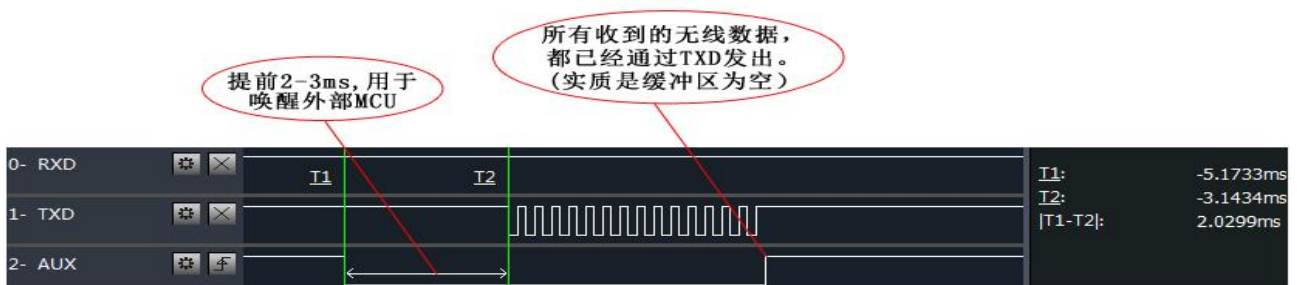 所有收到的无线数据，
都已经通过TXD发出。
(实质是缓冲区为空)
提前2-3ms,用于
唤醒外部MCU
0- RXD
T1
T2
T1: -5.1733ms
T2: -3.1434ms
|T1-T2|: 2.0299ms
1- TXD
2- AUX